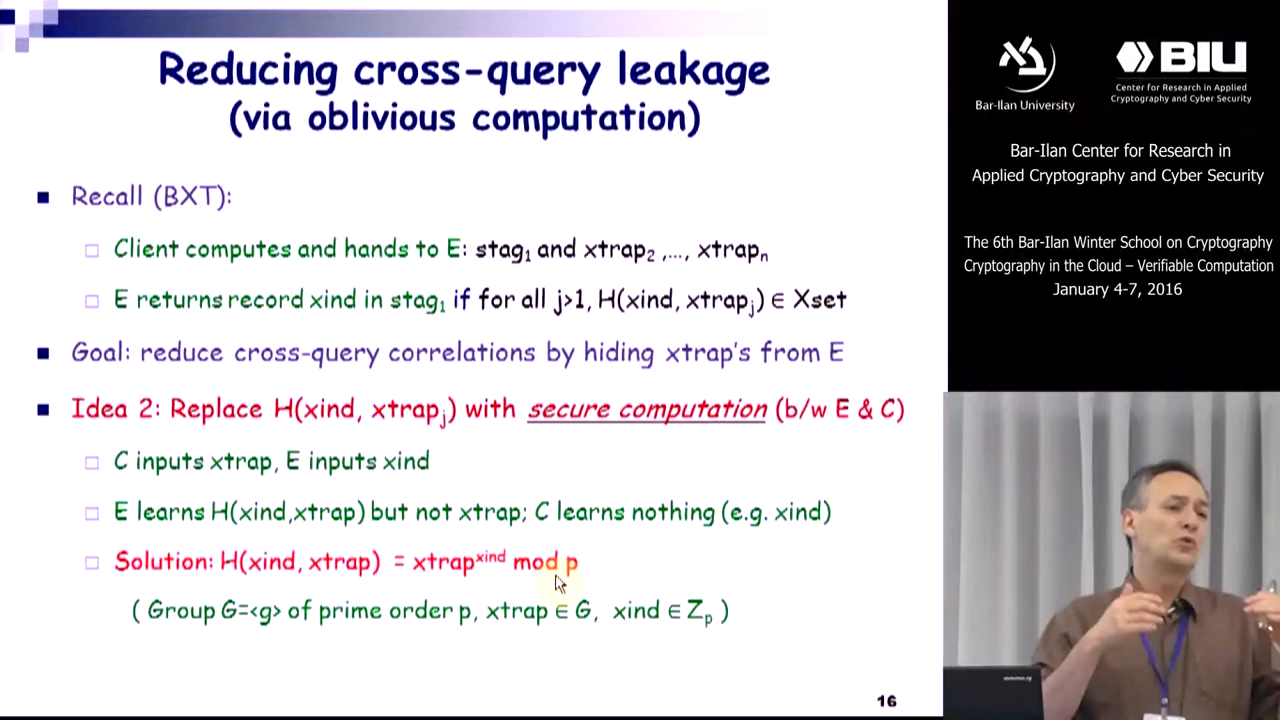 Reducing cross-query leakage
(via oblivious computation)
Recall (BXT):
Client computes and hands to E: stag₁ and xtrap₂ ,..., xtrapₙ
E returns record xind in stag₁ if for all j>1, H(xind, xtrapⱼ) ∈ Xset
Goal: reduce cross-query correlations by hiding xtrap's from E
Idea 2: Replace H(xind, xtrapⱼ) with secure computation (b/w E & C)
C inputs xtrap, E inputs xind
E learns H(xind,xtrap) but not xtrap; C learns nothing (e.g. xind)
Solution: H(xind, xtrap) = xtrap^xind mod p
( Group G=<g> of prime order p, xtrap ∈ G, xind ∈ Zₚ )
16
Bar-Ilan University
BIU
Center for Research in Applied
Cryptography and Cyber Security
Bar-Ilan Center for Research in
Applied Cryptography and Cyber Security
The 6th Bar-Ilan Winter School on Cryptography
Cryptography in the Cloud – Verifiable Computation
January 4-7, 2016